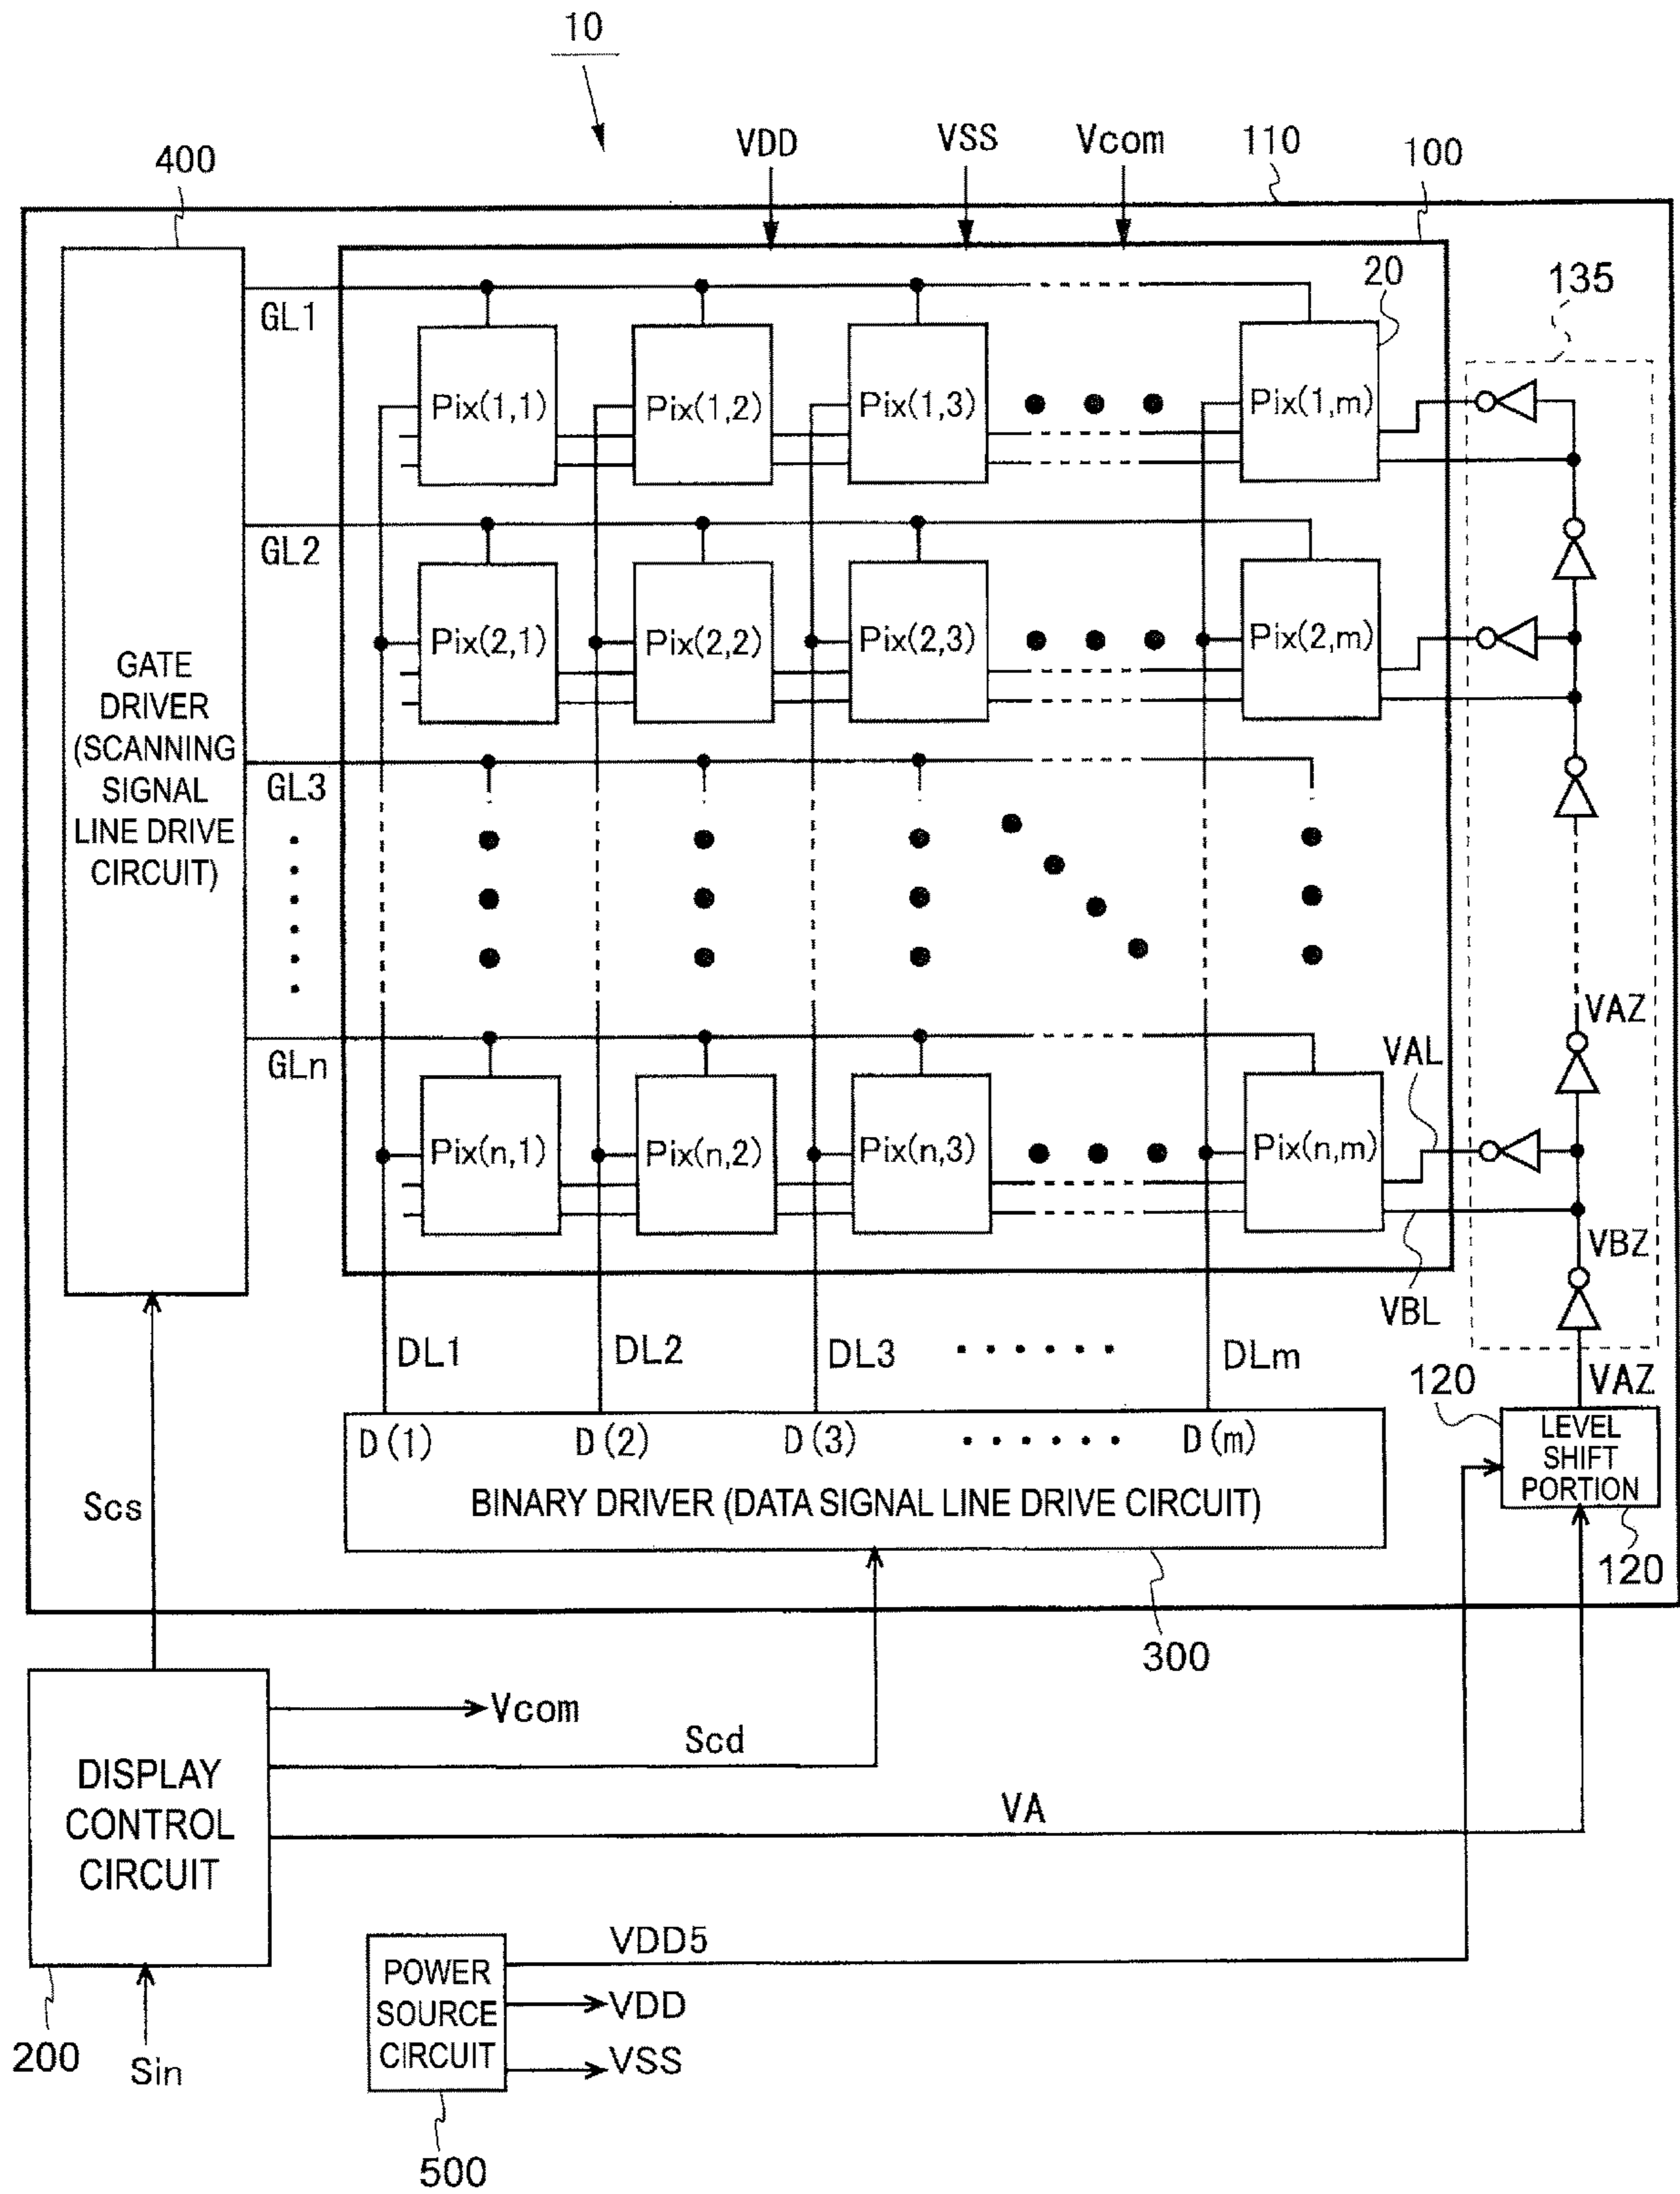 10
VDD VSS Vcom 110 100
400
20
135
GL1
Pix(1,1) Pix(1,2) Pix(1,3) Pix(1,m)
GL2
Pix(2,1) Pix(2,2) Pix(2,3) Pix(2,m)
GATE
DRIVER
(SCANNING
SIGNAL
LINE DRIVE
CIRCUIT)
GL3
VAZ
GLn
VAL
Pix(n,1) Pix(n,2) Pix(n,3) Pix(n,m)
VBZ
VBL
DL1 DL2 DL3 DLm
VAZ
120
D(1) D(2) D(3) D(m)
LEVEL
SHIFT
PORTION
BINARY DRIVER (DATA SIGNAL LINE DRIVE CIRCUIT)
Scs
120
300
Vcom
Scd
DISPLAY
CONTROL
CIRCUIT
VA
VDD5
POWER
SOURCE
CIRCUIT
VDD
VSS
200
Sin
500